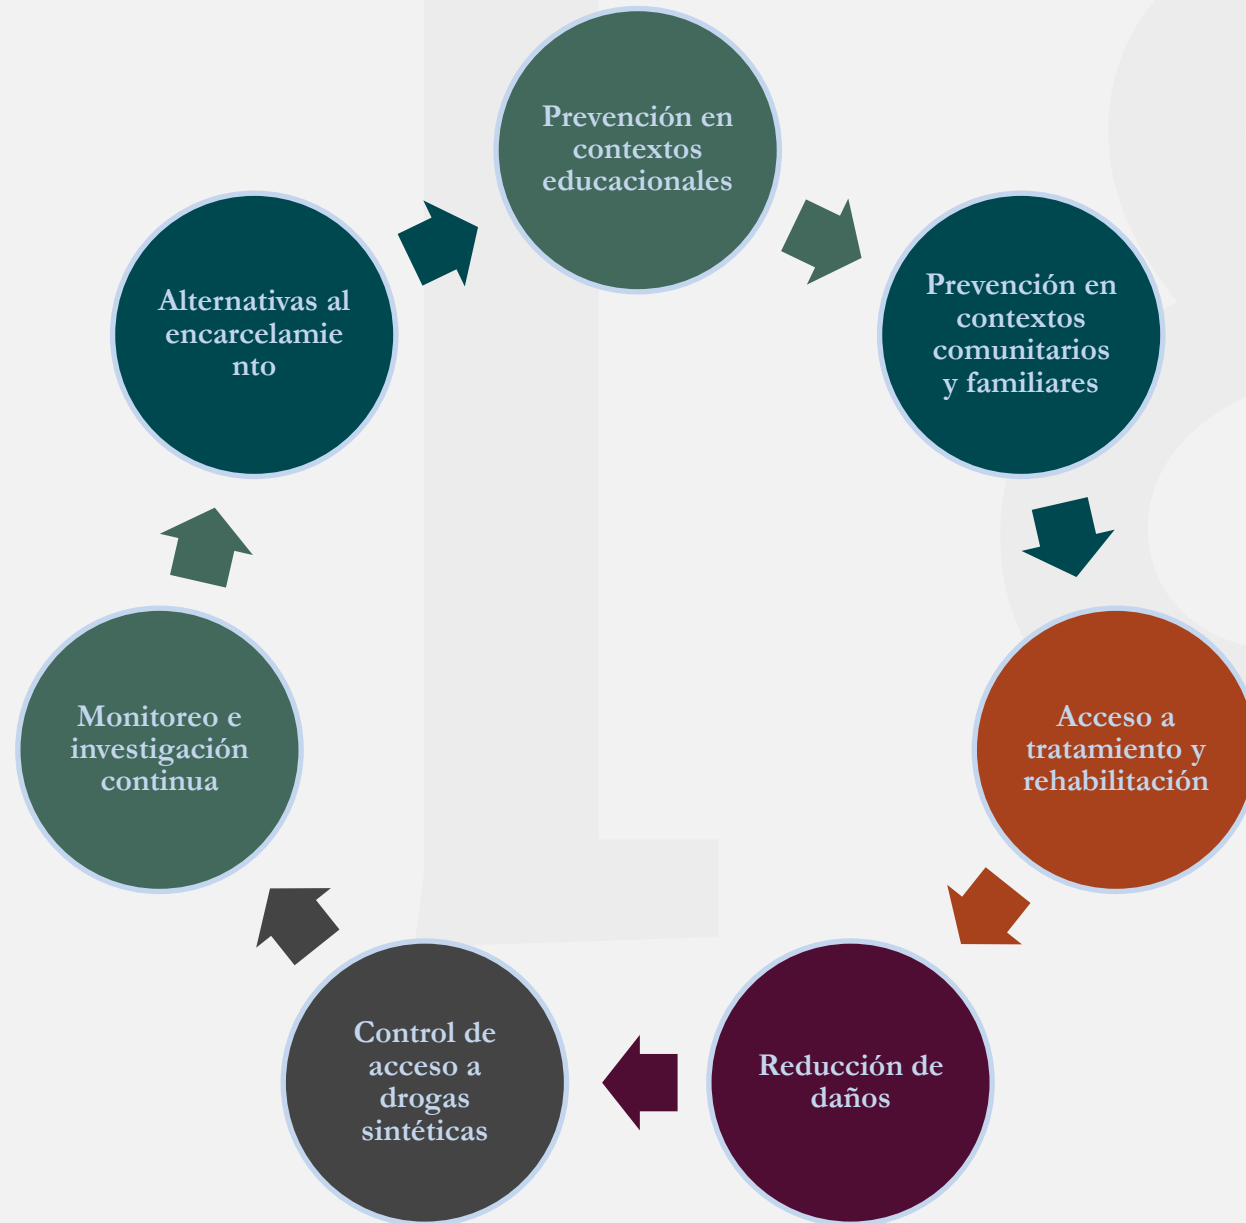 Prevención en
contextos
educacionales
Prevención en
contextos
comunitarios
y familiares
Acceso a
tratamiento y
rehabilitación
Reducción de
daños
Control de
acceso a
drogas
sintéticas
Monitoreo e
investigación
continua
Alternativas al
encarcelamie
nto